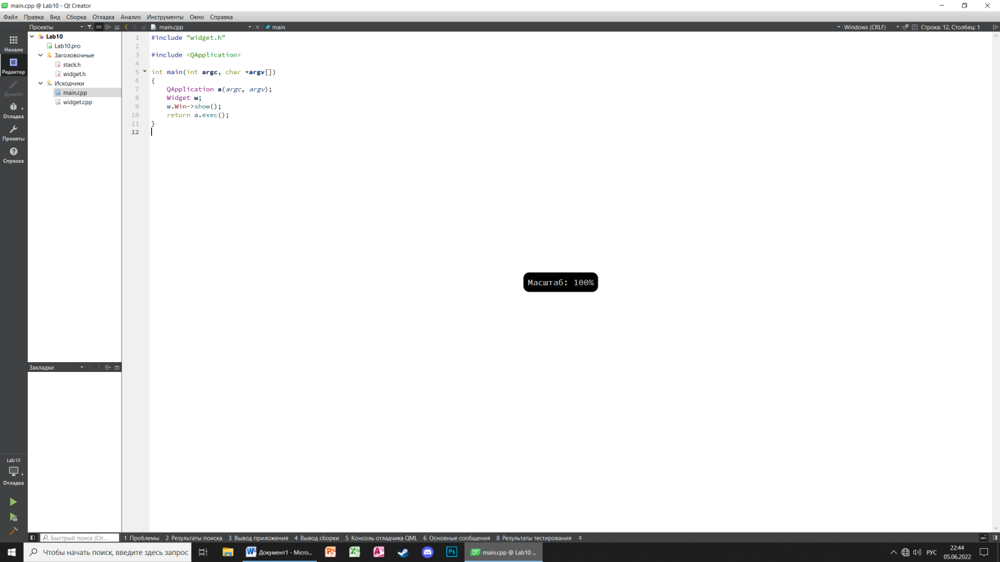 main.cpp @ Lab10 - Qt Creator
Файл Правка Вид Сборка Отладка Анализ Инструменты Окно Справка
Проекты
main.cpp
main
Windows (CRLF)
Строка: 12, Столбец: 1
Начало
Редактор
Дизайн
Отладка
Проекты
Справка
Lab10
Lab10.pro
Заголовочные
stack.h
widget.h
Исходники
main.cpp
widget.cpp
1 #include "widget.h"
2
3 #include <QApplication>
4
5 int main(int argc, char *argv[])
6 {
7 QApplication a(argc, argv);
8 Widget w;
9 w.Win->show();
10 return a.exec();
11 }
12
Масштаб: 100%
Закладки
Lab10
Отладка
Быстрый поиск (Ctr...
1 Проблемы 2 Результаты поиска 3 Вывод приложения 4 Вывод сборки 5 Консоль отладчика QML 6 Основные сообщения 8 Результаты тестирования
Чтобы начать поиск, введите здесь запрос
Документ1 - Micro...
Ps
QC main.cpp @ Lab10 ...
РУС
22:44
05.06.2022